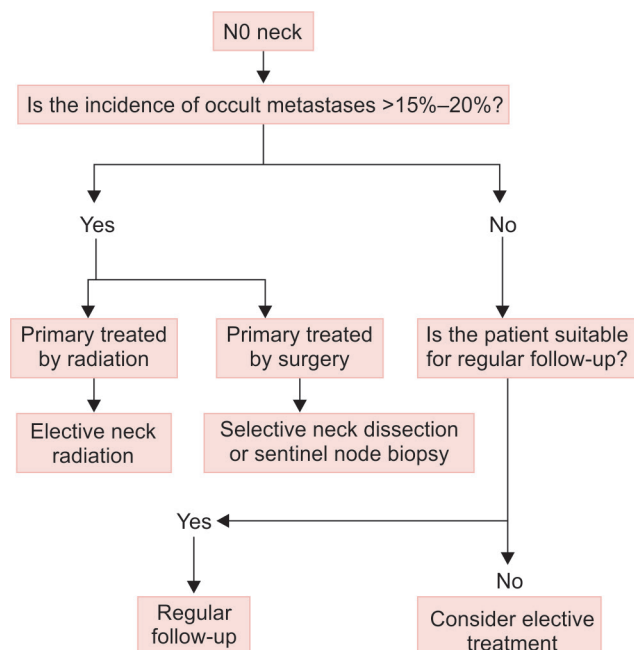 N0 neck
Is the incidence of occult metastases >15%–20%?
Yes
No
Primary treated
by radiation
Primary treated
by surgery
Is the patient suitable
for regular follow-up?
Elective neck
radiation
Selective neck dissection
or sentinel node biopsy
Yes
No
Regular
follow-up
Consider elective
treatment